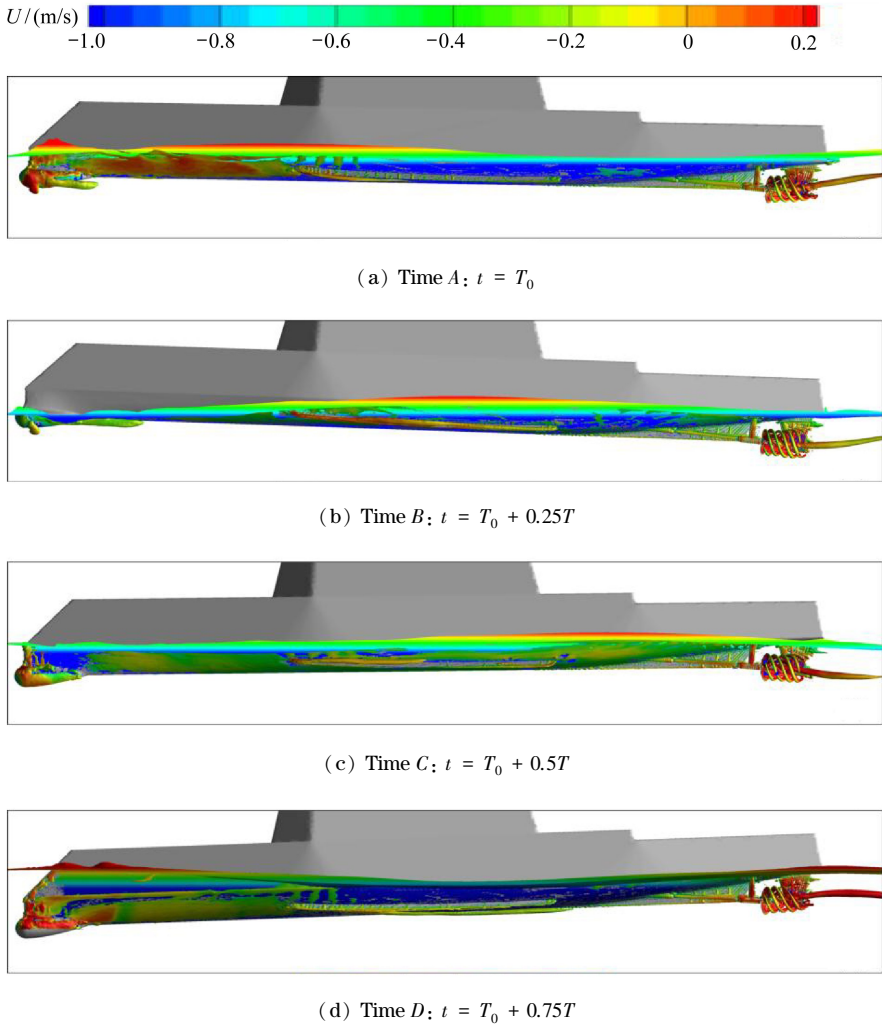 U/(m/s)
−1.0 −0.8 −0.6 −0.4 −0.2 0 0.2
(a) Time A: t = T₀
(b) Time B: t = T₀ + 0.25T
(c) Time C: t = T₀ + 0.5T
(d) Time D: t = T₀ + 0.75T